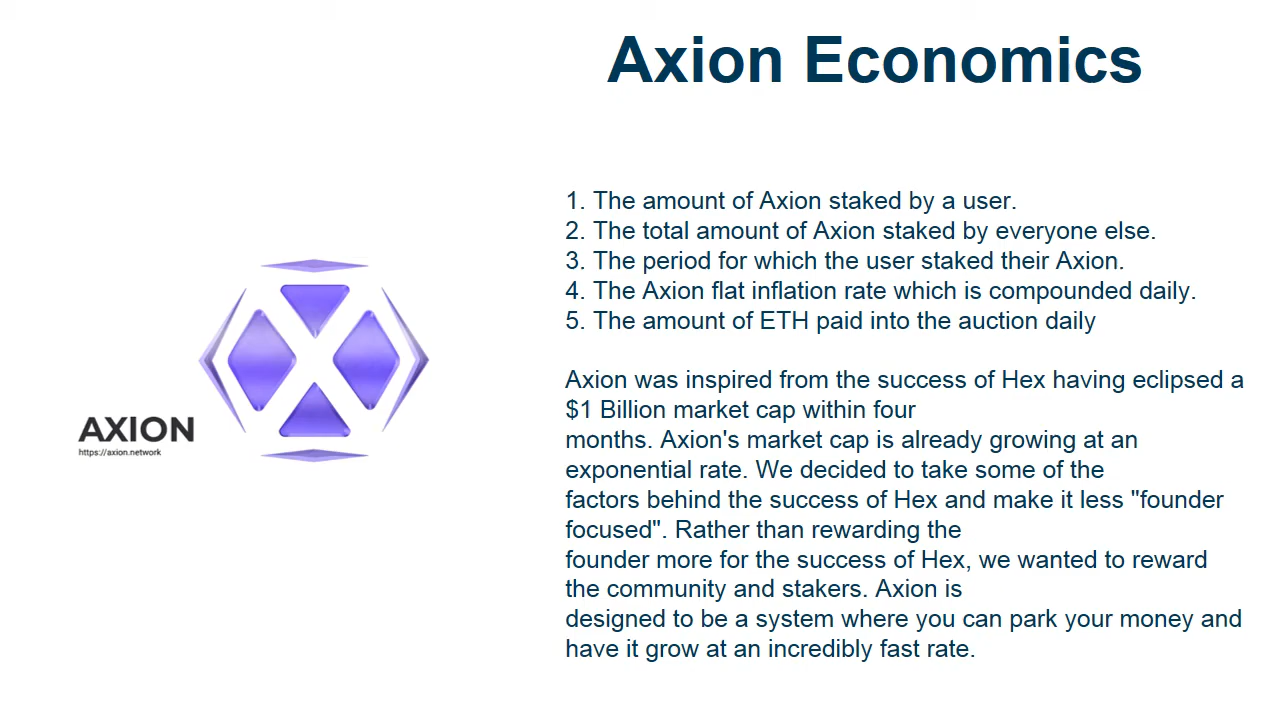 Axion Economics
1. The amount of Axion staked by a user.
2. The total amount of Axion staked by everyone else.
3. The period for which the user staked their Axion.
4. The Axion flat inflation rate which is compounded daily.
5. The amount of ETH paid into the auction daily
AXION
https://axion.network
Axion was inspired from the success of Hex having eclipsed a
$1 Billion market cap within four
months. Axion's market cap is already growing at an
exponential rate. We decided to take some of the
factors behind the success of Hex and make it less "founder
focused". Rather than rewarding the
founder more for the success of Hex, we wanted to reward
the community and stakers. Axion is
designed to be a system where you can park your money and
have it grow at an incredibly fast rate.